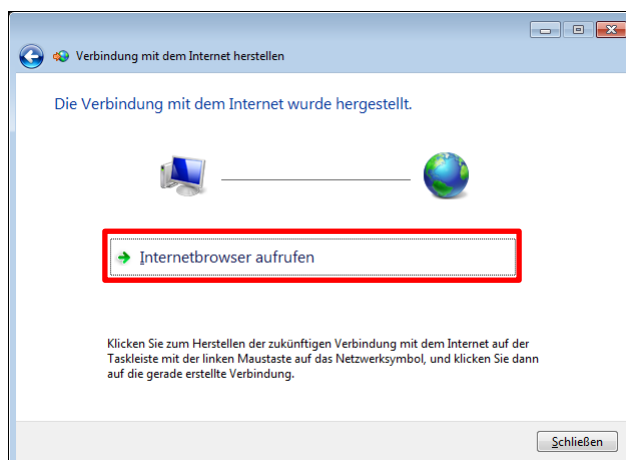 Verbindung mit dem Internet herstellen
Die Verbindung mit dem Internet wurde hergestellt.
Internetbrowser aufrufen
Klicken Sie zum Herstellen der zukünftigen Verbindung mit dem Internet auf der
Taskleiste mit der linken Maustaste auf das Netzwerksymbol, und klicken Sie dann
auf die gerade erstellte Verbindung.
Schließen